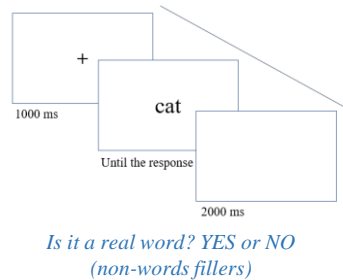 +
1000 ms
cat
Until the response
2000 ms
Is it a real word? YES or NO
(non-words fillers)